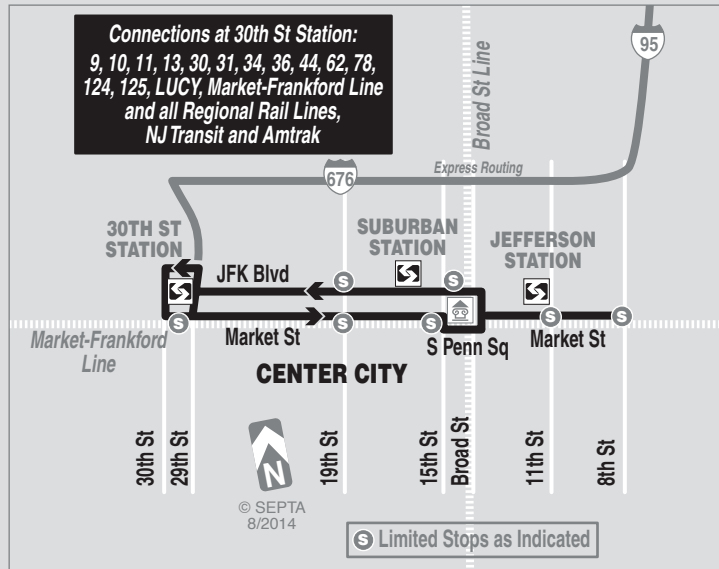 Connections at 30th St Station:
9, 10, 11, 13, 30, 31, 34, 36, 44, 62, 78,
124, 125, LUCY, Market-Frankford Line
and all Regional Rail Lines,
NJ Transit and Amtrak
Broad St Line
95
Express Routing
676
30TH ST
STATION
SUBURBAN
STATION
JEFFERSON
STATION
JFK Blvd
S
S
S
S
S
S
S
Market-Frankford
Line
Market St
S Penn Sq
Market St
CENTER CITY
30th St
29th St
19th St
15th St
Broad St
11th St
8th St
N
© SEPTA
8/2014
S Limited Stops as Indicated